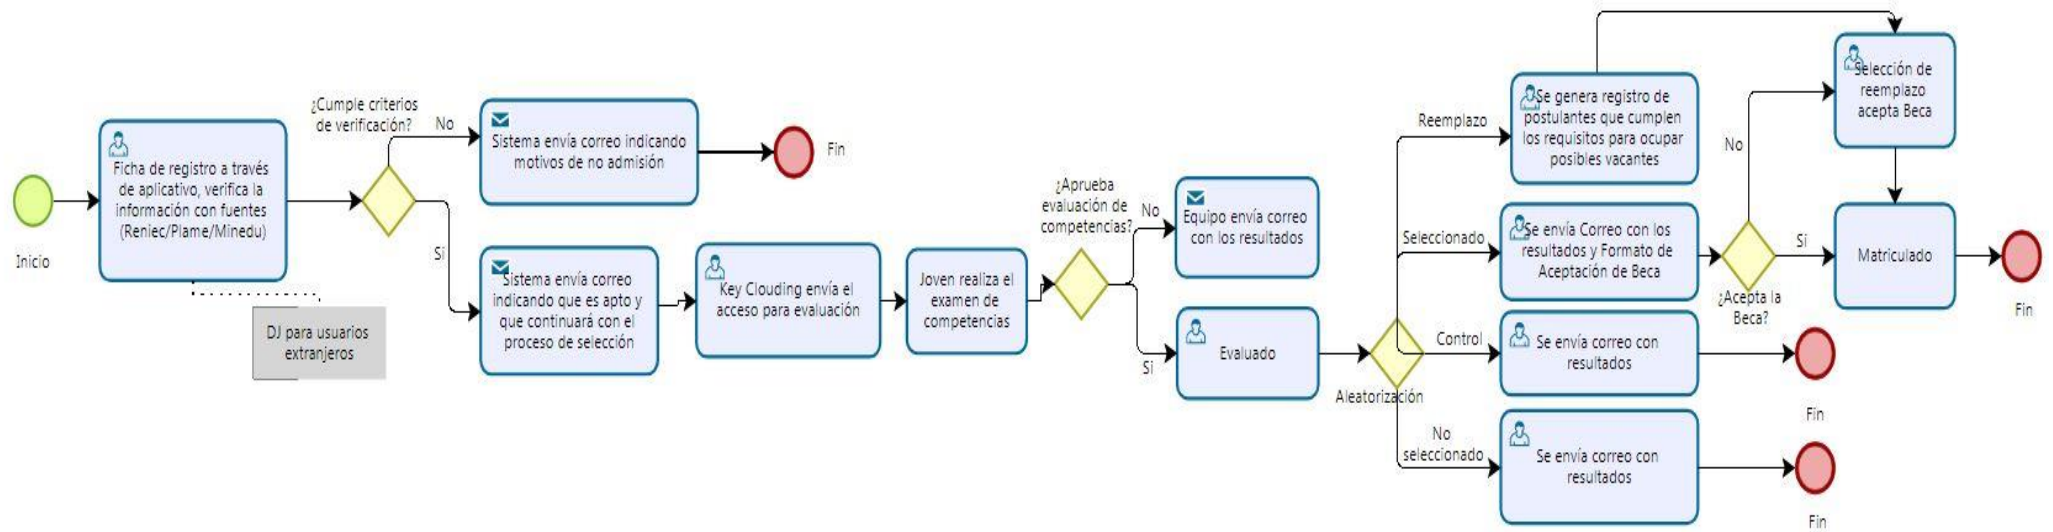 Inicio
Ficha de registro a través
de aplicativo, verifica la
información con fuentes
(Reniec/Plame/Minedu)
DJ para usuarios
extranjeros
¿Cumple criterios
de verificación?
No
Sistema envía correo indicando
motivos de no admisión
Fin
Sí
Sistema envía correo
indicando que es apto y
que continuará con el
proceso de selección
Key Clouding envía el
acceso para evaluación
Joven realiza el
examen de
competencias
¿Aprueba
evaluación de
competencias?
No
Equipo envía correo
con los resultados
Sí
Evaluado
Aleatorización
Reemplazo
Se genera registro de
postulantes que cumplen
los requisitos para ocupar
posibles vacantes
Seleccionado
Se envía Correo con los
resultados y Formato de
Aceptación de Beca
¿Acepta la
Beca?
No
Selección de
reemplazo
acepta Beca
Si
Matriculado
Fin
Control
Se envía correo con
resultados
Fin
No
seleccionado
Se envía correo con
resultados
Fin